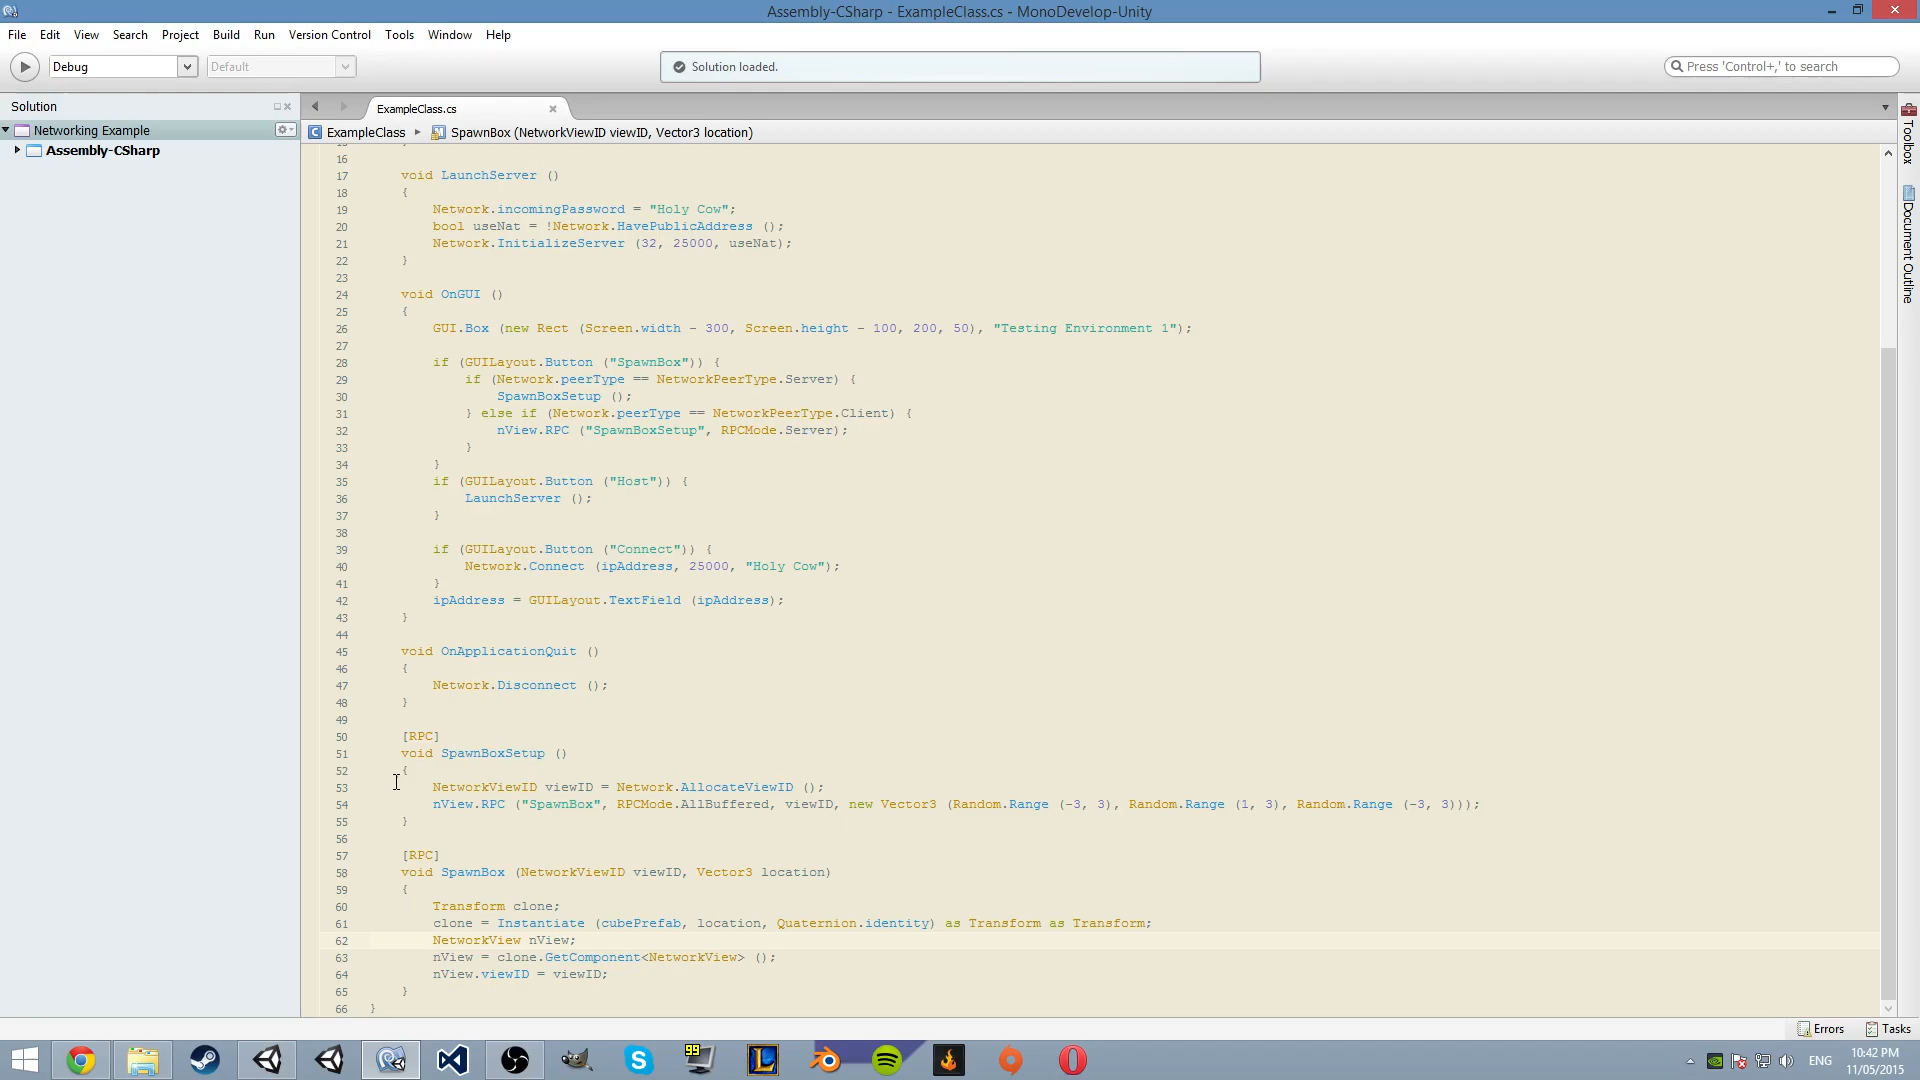 Assembly-CSharp - ExampleClass.cs - MonoDevelop-Unity
File Edit View Search Project Build Run Version Control Tools Window Help
Debug Default Solution loaded. Press 'Control+,' to search
Solution
ExampleClass.cs
Networking Example
ExampleClass SpawnBox (NetworkViewID viewID, Vector3 location)
Assembly-CSharp
Toolbox
Document Outline
16
17 void LaunchServer ()
18 {
19 Network.incomingPassword = "Holy Cow";
20 bool useNat = !Network.HavePublicAddress ();
21 Network.InitializeServer (32, 25000, useNat);
22 }
23
24 void OnGUI ()
25 {
26 GUI.Box (new Rect (Screen.width - 300, Screen.height - 100, 200, 50), "Testing Environment 1");
27
28 if (GUILayout.Button ("SpawnBox")) {
29 if (Network.peerType == NetworkPeerType.Server) {
30 SpawnBoxSetup ();
31 } else if (Network.peerType == NetworkPeerType.Client) {
32 nView.RPC ("SpawnBoxSetup", RPCMode.Server);
33 }
34 }
35 if (GUILayout.Button ("Host")) {
36 LaunchServer ();
37 }
38
39 if (GUILayout.Button ("Connect")) {
40 Network.Connect (ipAddress, 25000, "Holy Cow");
41 }
42 ipAddress = GUILayout.TextField (ipAddress);
43 }
44
45 void OnApplicationQuit ()
46 {
47 Network.Disconnect ();
48 }
49
50 [RPC]
51 void SpawnBoxSetup ()
52 {
53 NetworkViewID viewID = Network.AllocateViewID ();
54 nView.RPC ("SpawnBox", RPCMode.AllBuffered, viewID, new Vector3 (Random.Range (-3, 3), Random.Range (1, 3), Random.Range (-3, 3)));
55 }
56
57 [RPC]
58 void SpawnBox (NetworkViewID viewID, Vector3 location)
59 {
60 Transform clone;
61 clone = Instantiate (cubePrefab, location, Quaternion.identity) as Transform as Transform;
62 NetworkView nView;
63 nView = clone.GetComponent<NetworkView> ();
64 nView.viewID = viewID;
65 }
66 }
Errors Tasks
99
ENG
10:42 PM
11/05/2015